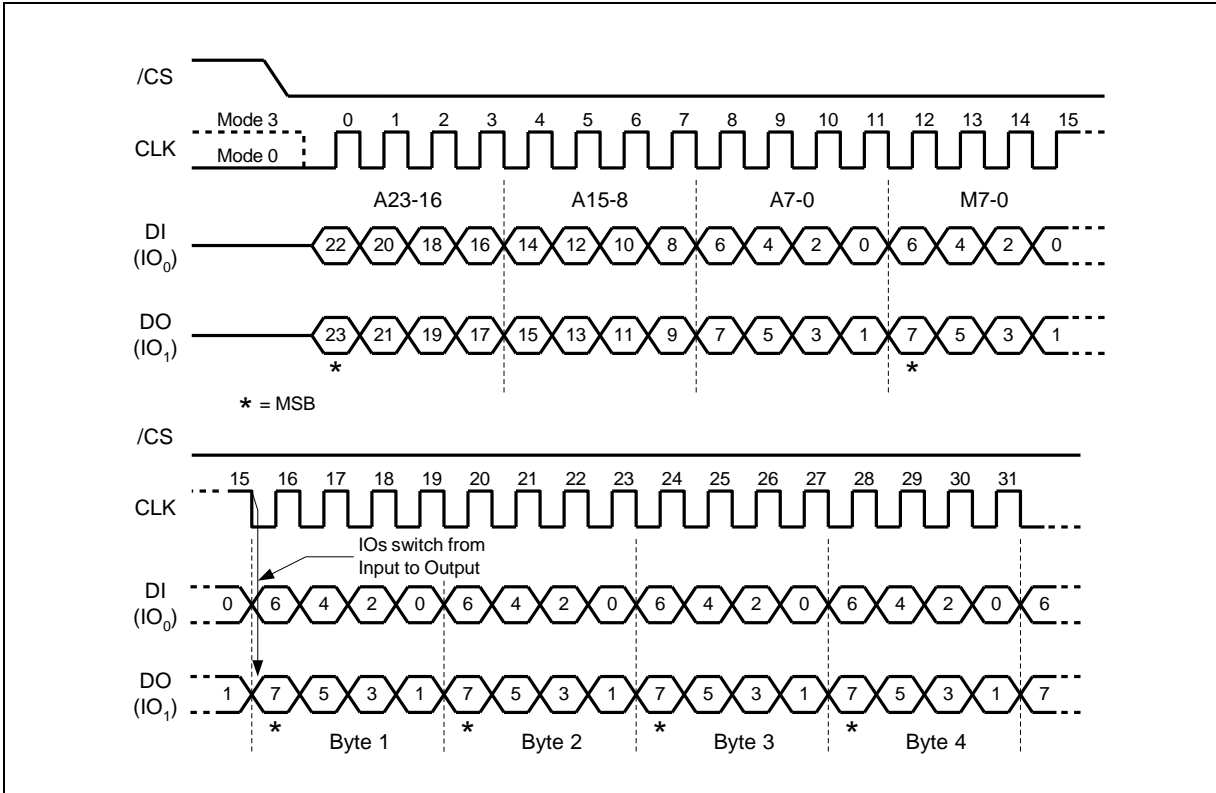 /CS
Mode 3 0 1 2 3 4 5 6 7 8 9 10 11 12 13 14 15
CLK
Mode 0
A23-16 A15-8 A7-0 M7-0
DI
(IO0)
22 20 18 16 14 12 10 8 6 4 2 0 6 4 2 0
DO
(IO1)
23 21 19 17 15 13 11 9 7 5 3 1 7 5 3 1
* *
* = MSB
/CS
15 16 17 18 19 20 21 22 23 24 25 26 27 28 29 30 31
CLK
IOs switch from
Input to Output
DI
(IO0)
0 6 4 2 0 6 4 2 0 6 4 2 0 6 4 2 0 6
DO
(IO1)
1 7 5 3 1 7 5 3 1 7 5 3 1 7 5 3 1 7
* * * *
Byte 1 Byte 2 Byte 3 Byte 4